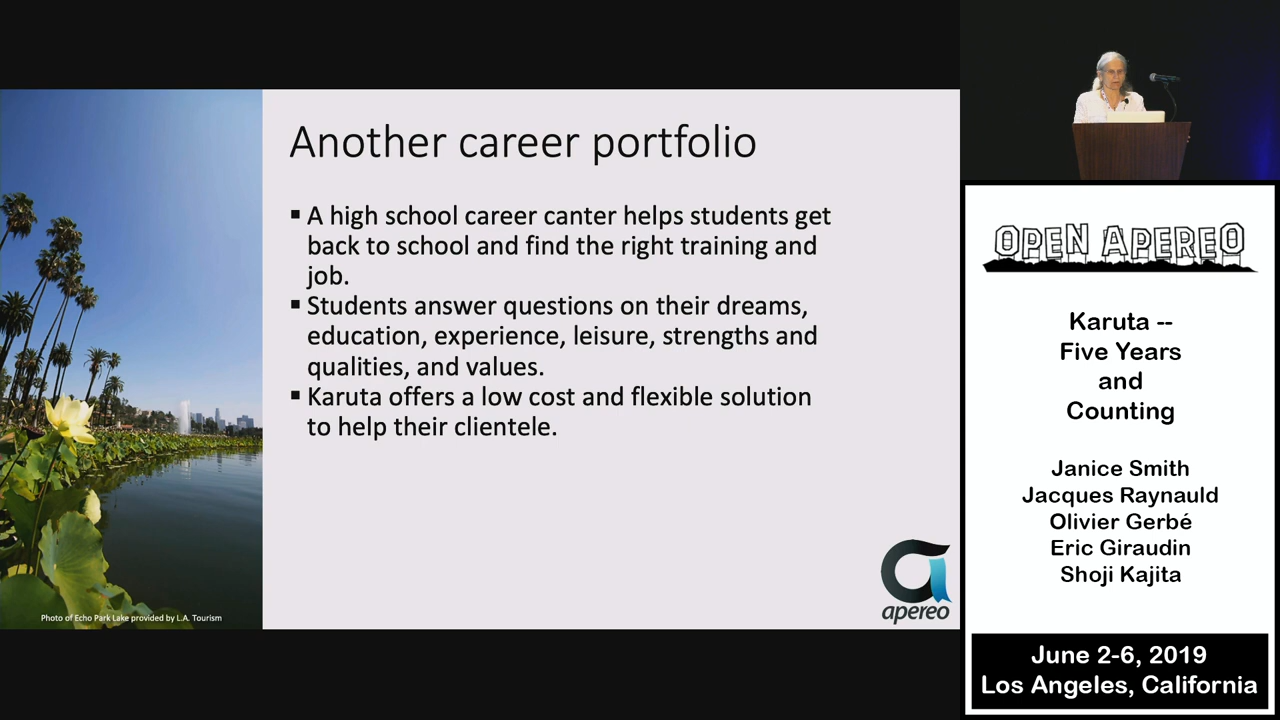 Another career portfolio
▪ A high school career canter helps students get
back to school and find the right training and
job.
▪ Students answer questions on their dreams,
education, experience, leisure, strengths and
qualities, and values.
▪ Karuta offers a low cost and flexible solution
to help their clientele.
Photo of Echo Park Lake provided by L.A. Tourism
apereo
OPEN APEREO
Karuta --
Five Years
and
Counting
Janice Smith
Jacques Raynauld
Olivier Gerbé
Eric Giraudin
Shoji Kajita
June 2-6, 2019
Los Angeles, California